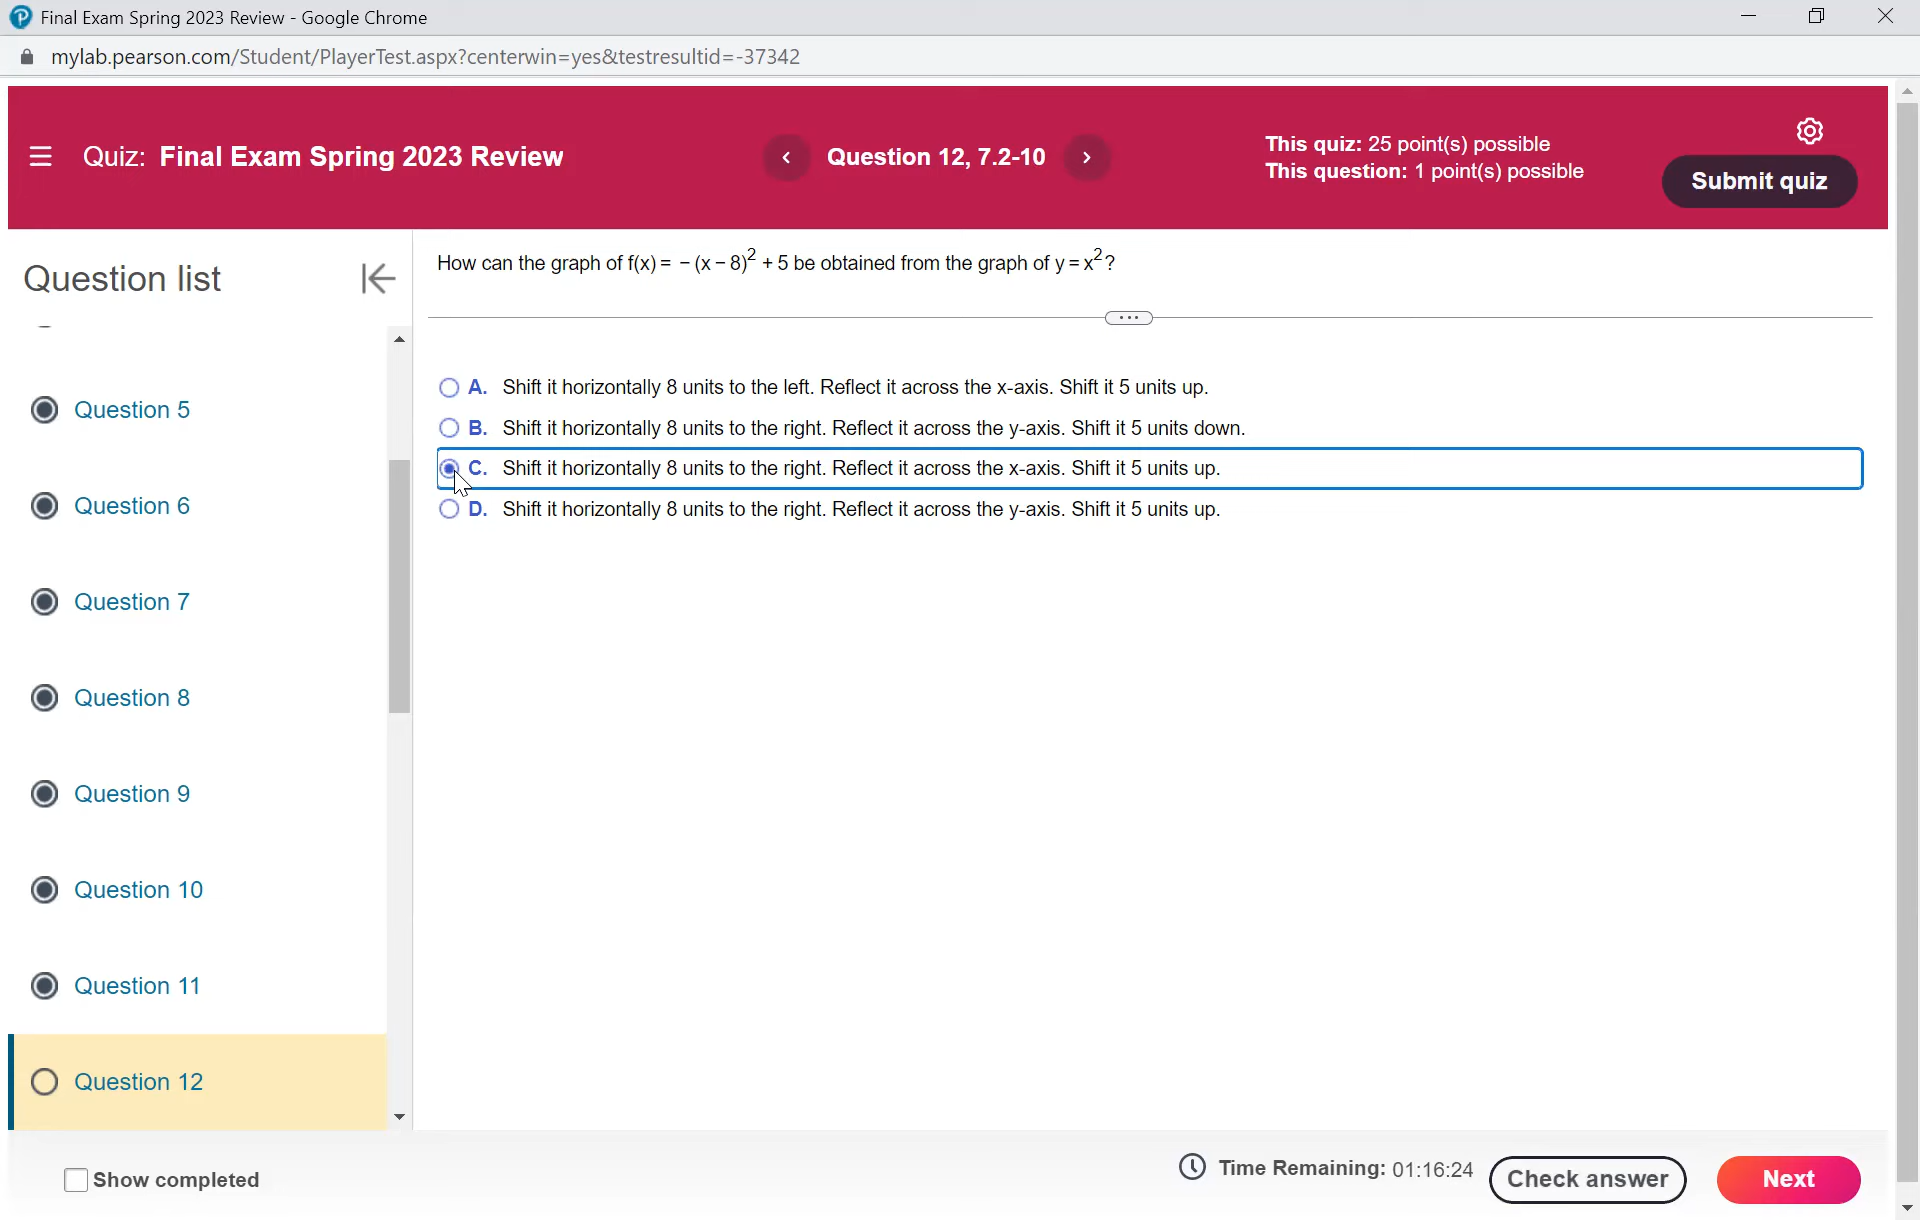 Final Exam Spring 2023 Review - Google Chrome
mylab.pearson.com/Student/PlayerTest.aspx?centerwin=yes&testresultid=-37342
Quiz: Final Exam Spring 2023 Review
Question 12, 7.2-10
This quiz: 25 point(s) possible
This question: 1 point(s) possible
Submit quiz
Question list
Question 5
Question 6
Question 7
Question 8
Question 9
Question 10
Question 11
Question 12
How can the graph of f(x) = − (x − 8)² + 5 be obtained from the graph of y = x²?
A. Shift it horizontally 8 units to the left. Reflect it across the x-axis. Shift it 5 units up.
B. Shift it horizontally 8 units to the right. Reflect it across the y-axis. Shift it 5 units down.
C. Shift it horizontally 8 units to the right. Reflect it across the x-axis. Shift it 5 units up.
D. Shift it horizontally 8 units to the right. Reflect it across the y-axis. Shift it 5 units up.
Show completed
Time Remaining: 01:16:24
Check answer
Next